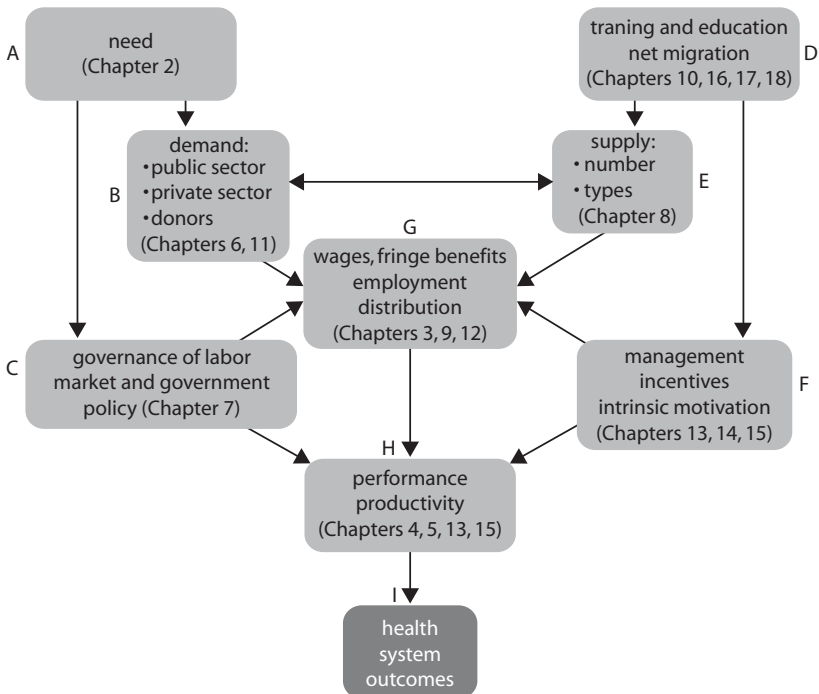 A
need
(Chapter 2)
traning and education
net migration
(Chapters 10, 16, 17, 18)
D
B
demand:
•public sector
•private sector
•donors
(Chapters 6, 11)
supply:
• number
• types
(Chapter 8)
E
G
wages, fringe benefits
employment
distribution
(Chapters 3, 9, 12)
C
governance of labor
market and government
policy (Chapter 7)
management
incentives
intrinsic motivation
(Chapters 13, 14, 15)
F
H
performance
productivity
(Chapters 4, 5, 13, 15)
I
health
system
outcomes